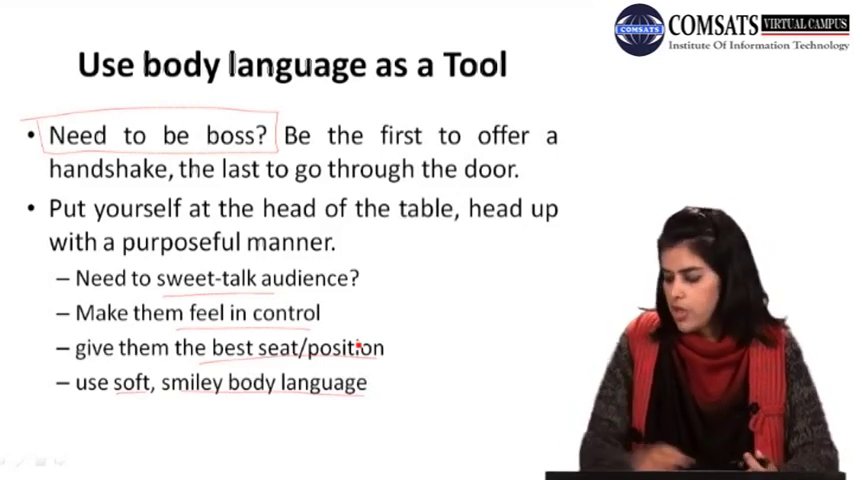 COMSATS VIRTUAL CAMPUS
Institute Of Information Technology
Use body language as a Tool
• Need to be boss? Be the first to offer a
handshake, the last to go through the door.
• Put yourself at the head of the table, head up
with a purposeful manner.
– Need to sweet-talk audience?
– Make them feel in control
– give them the best seat/position
– use soft, smiley body language